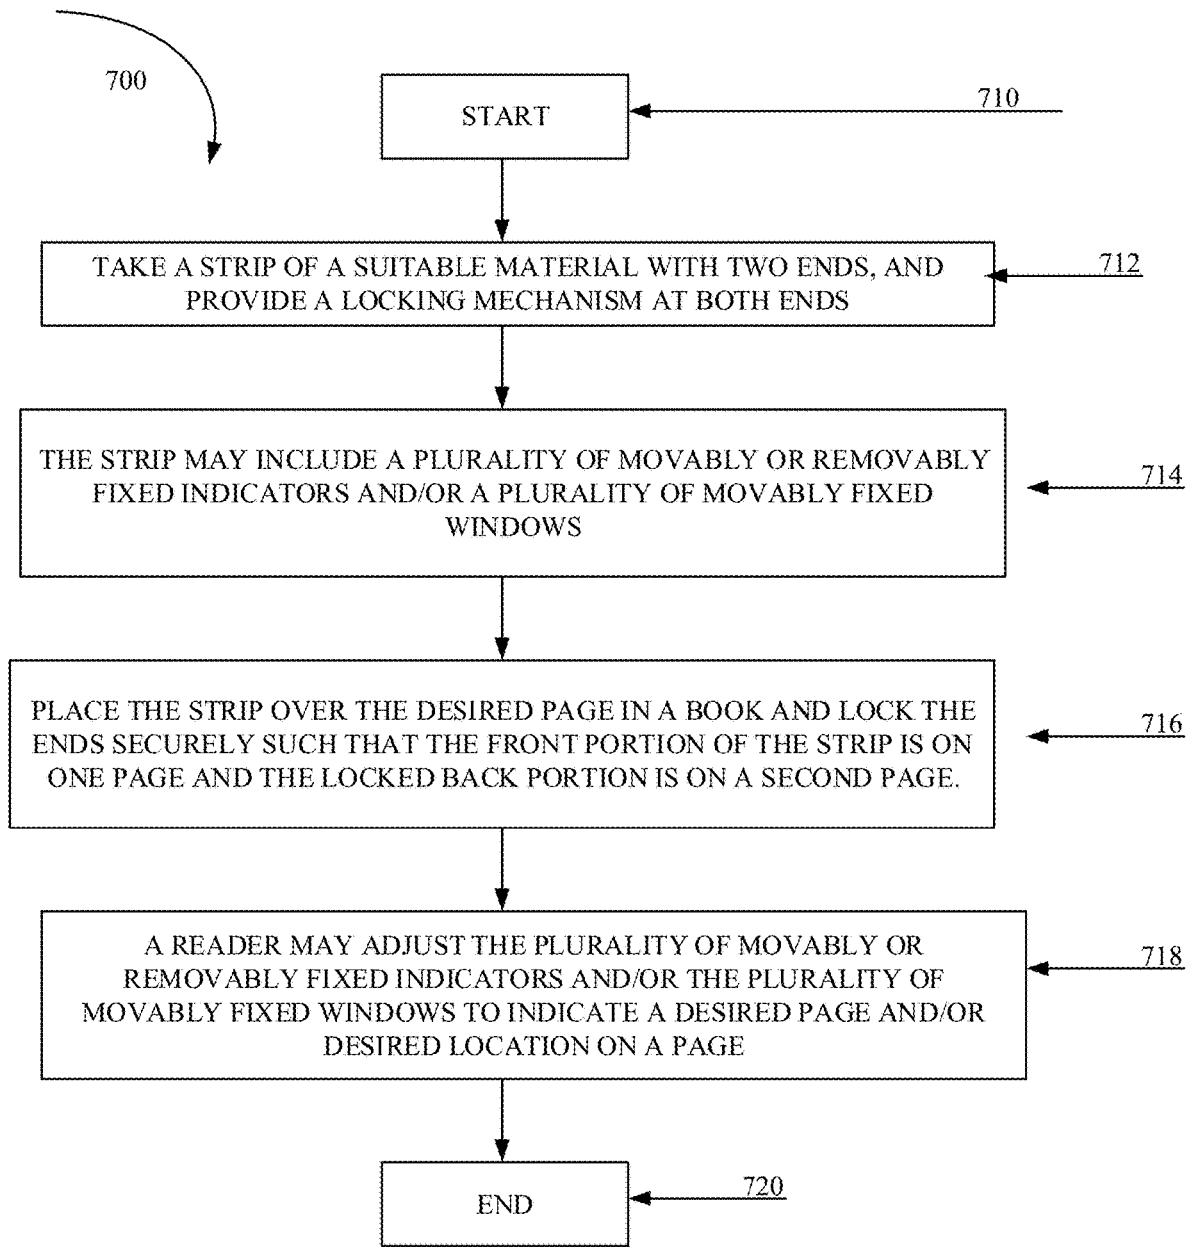 700
START
710
TAKE A STRIP OF A SUITABLE MATERIAL WITH TWO ENDS, AND
PROVIDE A LOCKING MECHANISM AT BOTH ENDS
712
THE STRIP MAY INCLUDE A PLURALITY OF MOVABLY OR REMOVABLY
FIXED INDICATORS AND/OR A PLURALITY OF MOVABLY FIXED
WINDOWS
714
PLACE THE STRIP OVER THE DESIRED PAGE IN A BOOK AND LOCK THE
ENDS SECURELY SUCH THAT THE FRONT PORTION OF THE STRIP IS ON
ONE PAGE AND THE LOCKED BACK PORTION IS ON A SECOND PAGE.
716
A READER MAY ADJUST THE PLURALITY OF MOVABLY OR
REMOVABLY FIXED INDICATORS AND/OR THE PLURALITY OF
MOVABLY FIXED WINDOWS TO INDICATE A DESIRED PAGE AND/OR
DESIRED LOCATION ON A PAGE
718
END
720